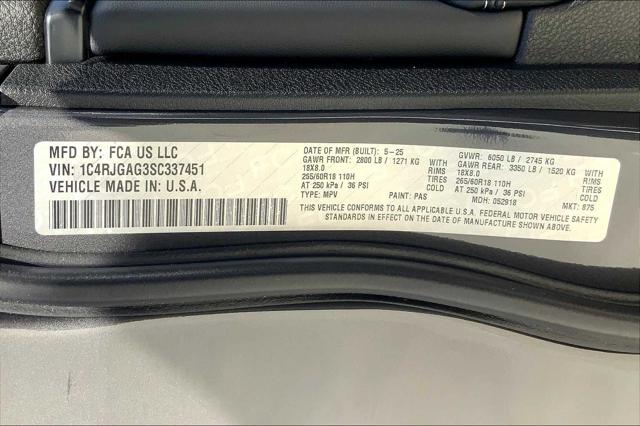 MFD BY: FCA US LLC
VIN: 1C4RJGAG3SC337451
VEHICLE MADE IN: U.S.A.
DATE OF MFR (BUILT): 5-25 GVWR: 6050 LB / 2745 KG
GAWR FRONT: 2800 LB / 1271 KG WITH GAWR REAR: 3350 LB / 1520 KG WITH
18X8.0 RIMS 18X8.0 RIMS
265/60R18 110H TIRES 265/60R18 110H TIRES
AT 250 kPa / 36 PSI COLD AT 250 kPa / 36 PSI COLD
TYPE: MPV PAINT: PAS MDH: 052918 MKT: 875
THIS VEHICLE CONFORMS TO ALL APPLICABLE U.S.A. FEDERAL MOTOR VEHICLE SAFETY
STANDARDS IN EFFECT ON THE DATE OF MANUFACTURE SHOWN ABOVE.